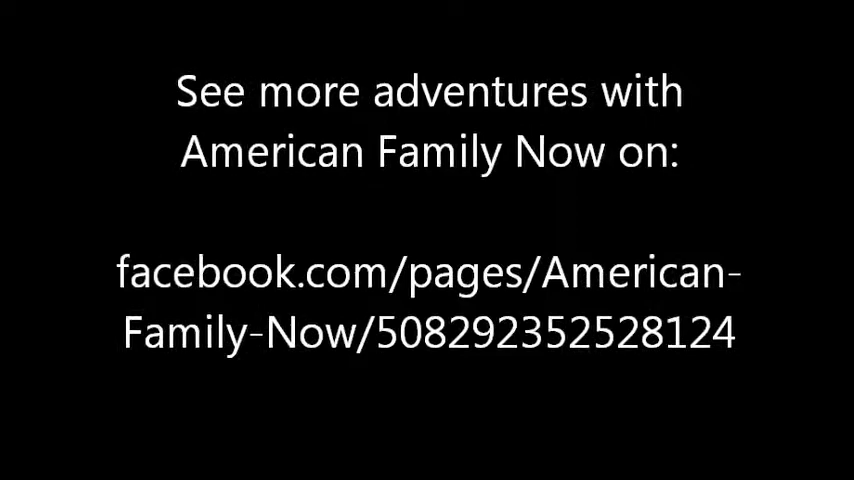 See more adventures with
American Family Now on:
facebook.com/pages/American-
Family-Now/508292352528124